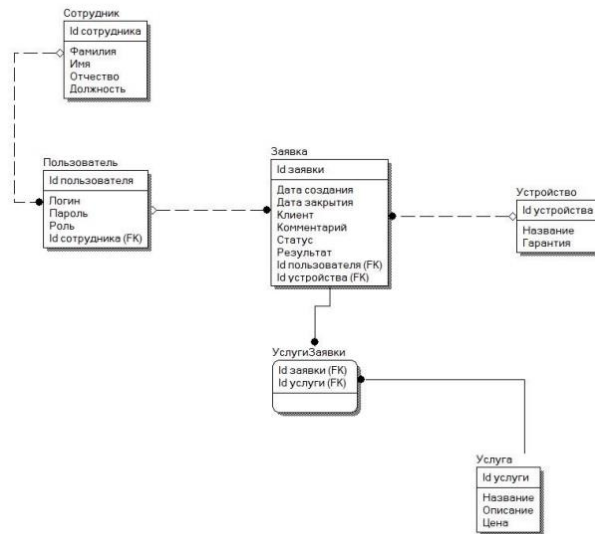 Сотрудник
Id сотрудника
Фамилия
Имя
Отчество
Должность
Пользователь
Id пользователя
Логин
Пароль
Роль
Id сотрудника (FK)
Заявка
Id заявки
Дата создания
Дата закрытия
Клиент
Комментарий
Статус
Результат
Id пользователя (FK)
Id устройства (FK)
Устройство
Id устройства
Название
Гарантия
УслугиЗаявки
Id заявки (FK)
Id услуги (FK)
Услуга
Id услуги
Название
Описание
Цена